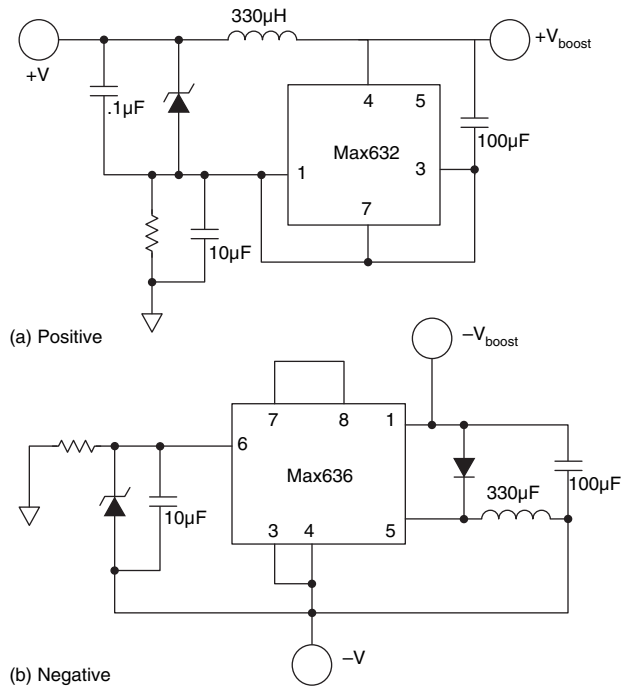 330µH
+V
+Vboost
.1µF
4
5
100µF
Max632
1
3
7
10µF
(a) Positive
–Vboost
7
8
1
6
Max636
330µF
100µF
10µF
3
4
5
–V
(b) Negative